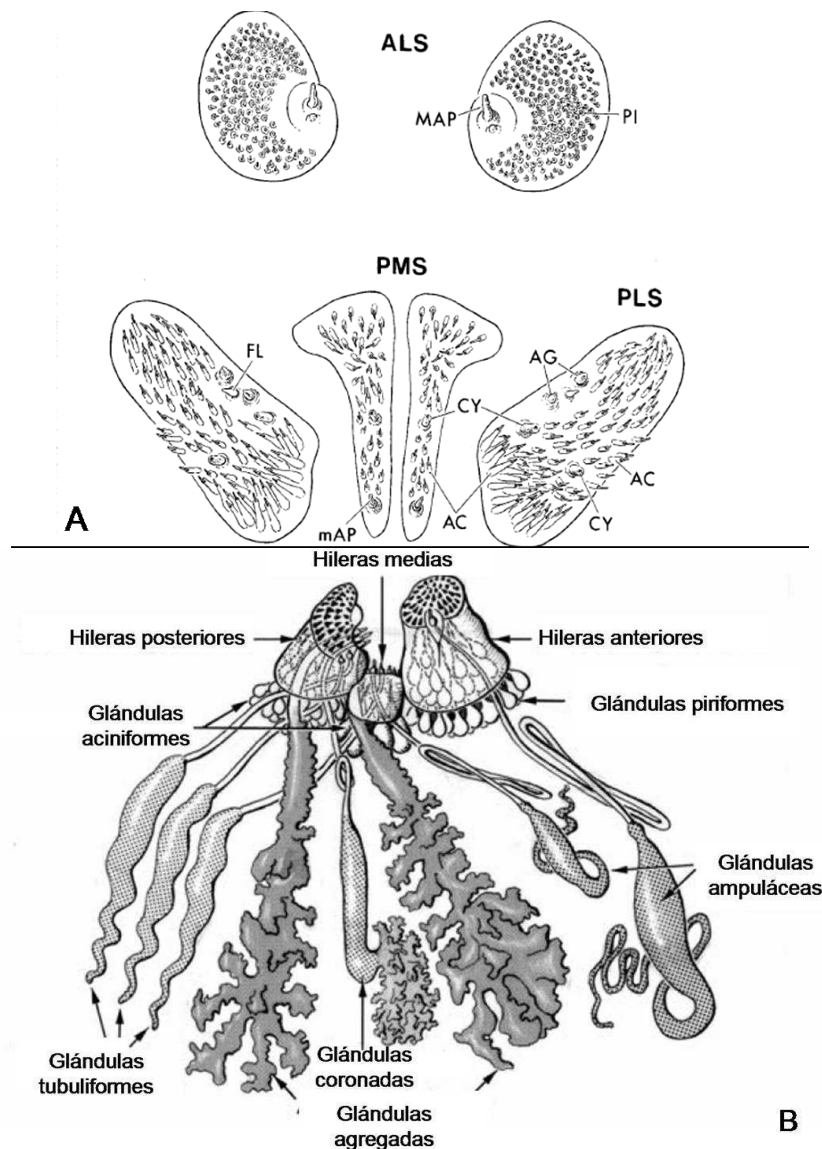 ALS
MAP
PI
PMS
PLS
FL
AG
CY
AC
mAP
AC
CY
A
Hileras medias
Hileras posteriores
Hileras anteriores
Glándulas
aciniformes
Glándulas piriformes
Glándulas
ampuláceas
Glándulas
tubuliformes
Glándulas
coronadas
Glándulas
agregadas
B